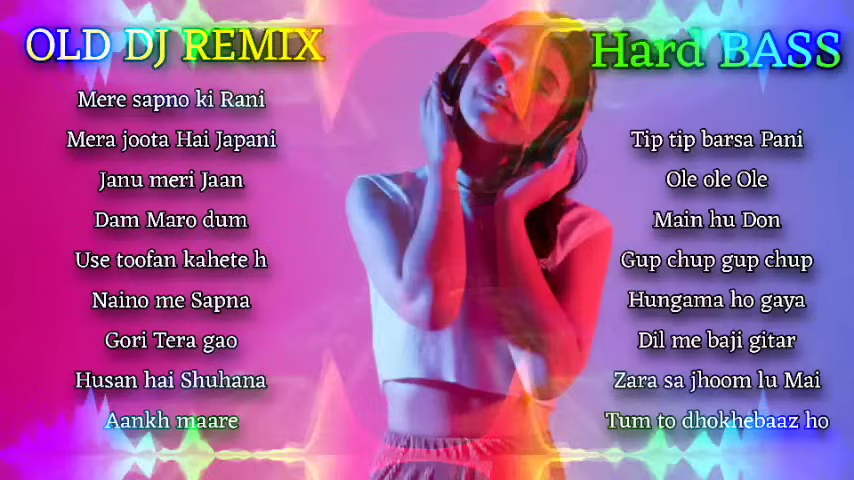 OLD DJ REMIX
Mere sapno ki Rani
Mera joota Hai Japani
Janu meri Jaan
Dam Maro dum
Use toofan kahete h
Naino me Sapna
Gori Tera gao
Husan hai Shuhana
Aankh maare
Hard BASS
Tip tip barsa Pani
Ole ole Ole
Main hu Don
Gup chup gup chup
Hungama ho gaya
Dil me baji gitar
Zara sa jhoom lu Mai
Tum to dhokhebaaz ho